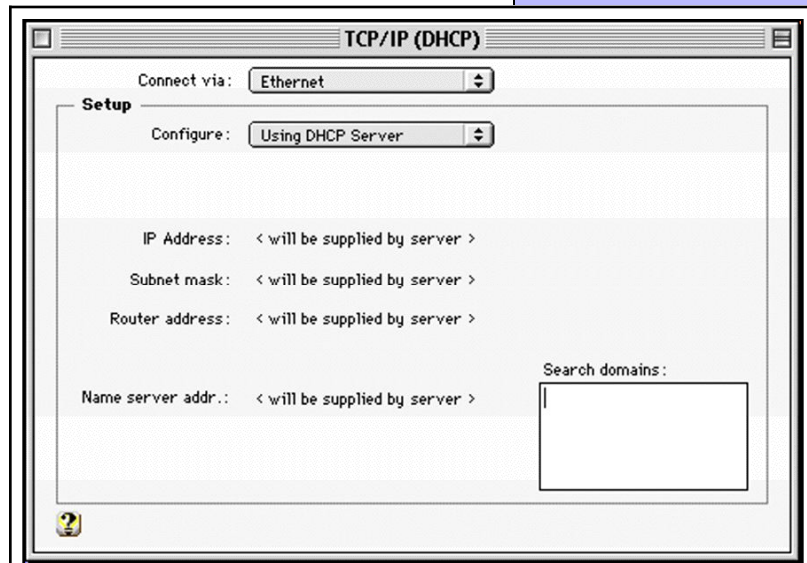 TCP/IP (DHCP)
Connect via: Ethernet
Setup
Configure: Using DHCP Server
IP Address: < will be supplied by server >
Subnet mask: < will be supplied by server >
Router address: < will be supplied by server >
Search domains:
Name server addr.: < will be supplied by server >
?